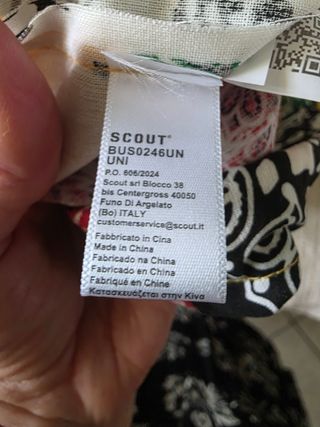 SCOUT®
BUS0246UN
UNI
P.O. 606/2024
Scout srl Blocco 38
bis Centergross 40050
Funo Di Argelato
(Bo) ITALY
customerservice@scout.it
Fabbricato in Cina
Made in China
Fabricado na China
Fabricado en China
Fabriqué en Chine
Κατασκευάζεται στην Κίνα